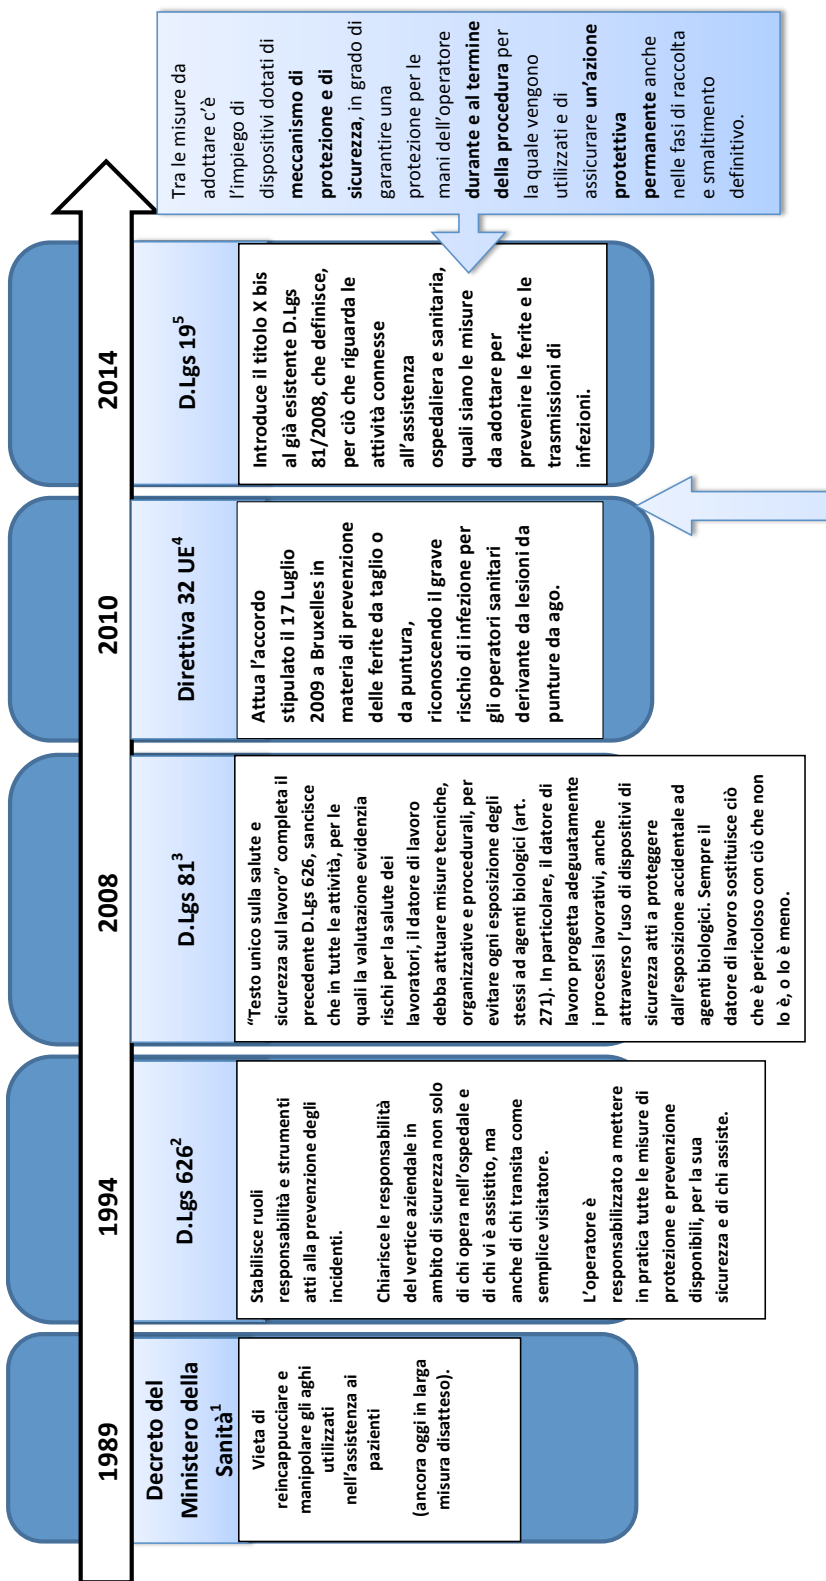 1989
Decreto del
Ministero della
Sanità1
Vieta di
reincappucciare e
manipolare gli aghi
utilizzati
nell'assistenza ai
pazienti
(ancora oggi in larga
misura disatteso).
1994
D.Lgs 6262
Stabilisce ruoli
responsabilità e strumenti
atti alla prevenzione degli
incidenti.
Chiarisce le responsabilità
del vertice aziendale in
ambito di sicurezza non solo
di chi opera nell'ospedale e
di chi vi è assistito, ma
anche di chi transita come
semplice visitatore.
L'operatore è
responsabilizzato a mettere
in pratica tutte le misure di
protezione e prevenzione
disponibili, per la sua
sicurezza e di chi assiste.
2008
D.Lgs 813
“Testo unico sulla salute e
sicurezza sul lavoro” completa il
precedente D.Lgs 626, sancisce
che in tutte le attività, per le
quali la valutazione evidenzia
rischi per la salute dei
lavoratori, il datore di lavoro
debba attuare misure tecniche,
organizzative e procedurali, per
evitare ogni esposizione degli
stessi ad agenti biologici (art.
271). In particolare, il datore di
lavoro progetta adeguatamente
i processi lavorativi, anche
attraverso l'uso di dispositivi di
sicurezza atti a proteggere
dall'esposizione accidentale ad
agenti biologici. Sempre il
datore di lavoro sostituisce ciò
che è pericoloso con ciò che non
lo è, o lo è meno.
2010
Direttiva 32 UE4
Attua l'accordo
stipulato il 17 Luglio
2009 a Bruxelles in
materia di prevenzione
delle ferite da taglio o
da puntura,
riconoscendo il grave
rischio di infezione per
gli operatori sanitari
derivante da lesioni da
punture da ago.
2014
D.Lgs 195
Introduce il titolo X bis
al già esistente D.Lgs
81/2008, che definisce,
per ciò che riguarda le
attività connesse
all'assistenza
ospedaliera e sanitaria,
quali siano le misure
da adottare per
prevenire le ferite e le
trasmissioni di
infezioni.
Tra le misure da
adottare c'è
l'impiego di
dispositivi dotati di
meccanismo di
protezione e di
sicurezza, in grado di
garantire una
protezione per le
mani dell'operatore
durante e al termine
della procedura per
la quale vengono
utilizzati e di
assicurare un'azione
protettiva
permanente anche
nelle fasi di raccolta
e smaltimento
definitivo.